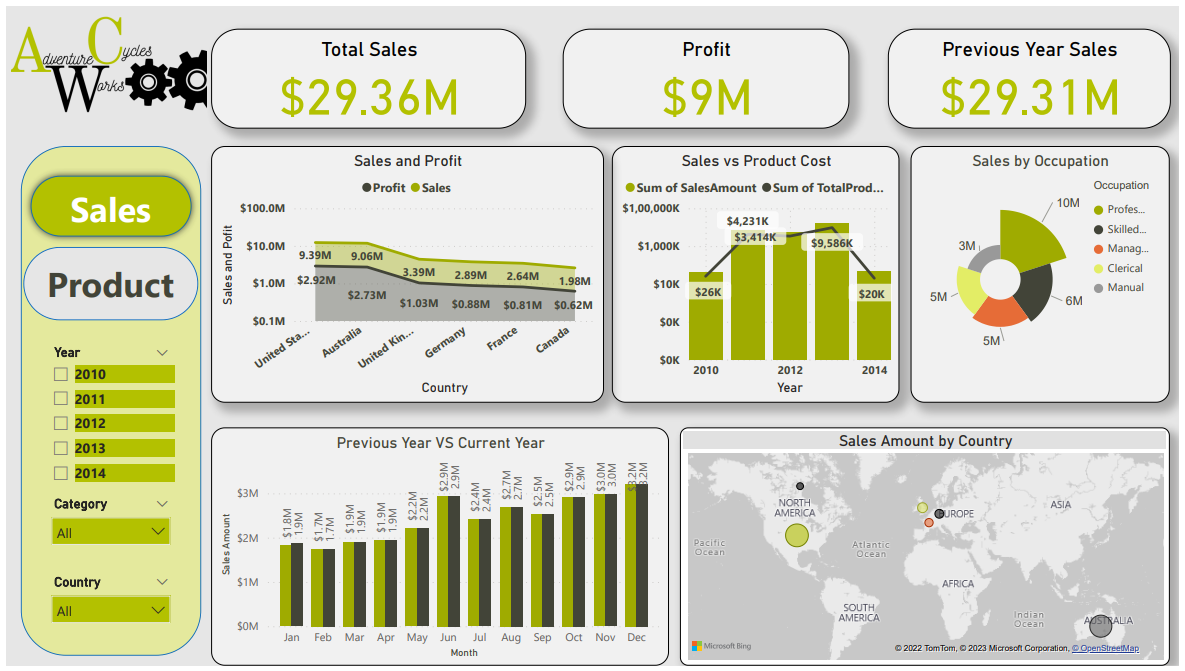 Adventure Cycles
Works
Total Sales
$29.36M
Profit
$9M
Previous Year Sales
$29.31M
Sales
Product
Year
2010
2011
2012
2013
2014
Category
All
Country
All
Sales and Profit
Profit Sales
Sales and Pofit
$100.0M
$10.0M
$1.0M
$0.1M
9.39M 9.06M 3.39M 2.89M 2.64M 1.98M
$2.92M $2.73M $1.03M $0.88M $0.81M $0.62M
United Sta... Australia United Kin... Germany France Canada
Country
Sales vs Product Cost
Sum of SalesAmount Sum of TotalProd...
$1,00,000K
$1,000K
$10K
$0K
$0K
$26K $4,231K $3,414K $9,586K $20K
2010 2012 2014
Year
Sales by Occupation
Occupation
Profes...
Skilled...
Manag...
Clerical
Manual
10M
6M
5M
5M
3M
Previous Year VS Current Year
Sales Amount
$3M
$2M
$1M
$0M
$1.8M 1.9M $1.7M 1.7M $1.9M 1.9M $1.9M 1.9M $2.2M 2.2M $2.9M 2.9M $2.4M 2.4M $2.7M 2.7M $2.5M 2.5M $2.9M 2.9M $3.0M 3.0M $3.2M 3.2M
Jan Feb Mar Apr May Jun Jul Aug Sep Oct Nov Dec
Month
Sales Amount by Country
NORTH
AMERICA
EUROPE
ASIA
Pacific
Ocean
Atlantic
Ocean
AFRICA
SOUTH
AMERICA
Indian
Ocean
AUSTRALIA
Microsoft Bing
© 2022 TomTom, © 2023 Microsoft Corporation, © OpenStreetMap